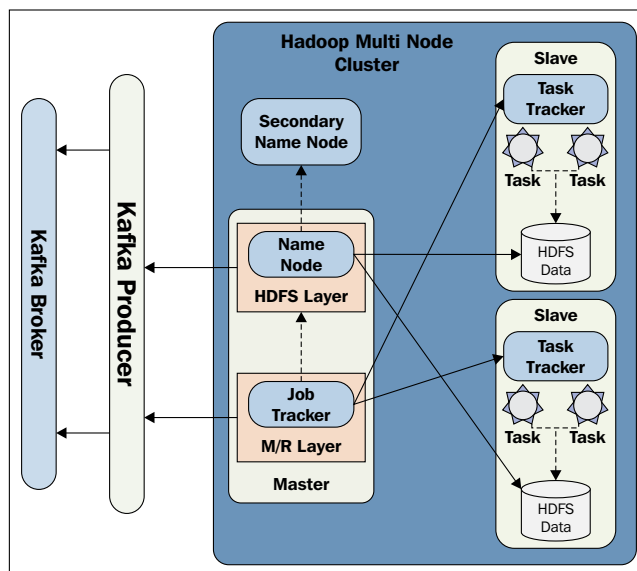 Hadoop Multi Node
Cluster
Kafka Broker
Kafka Producer
Secondary
Name Node
Name
Node
HDFS Layer
Job
Tracker
M/R Layer
Master
Slave
Task
Tracker
Task
Task
HDFS
Data
Slave
Task
Tracker
Task
Task
HDFS
Data